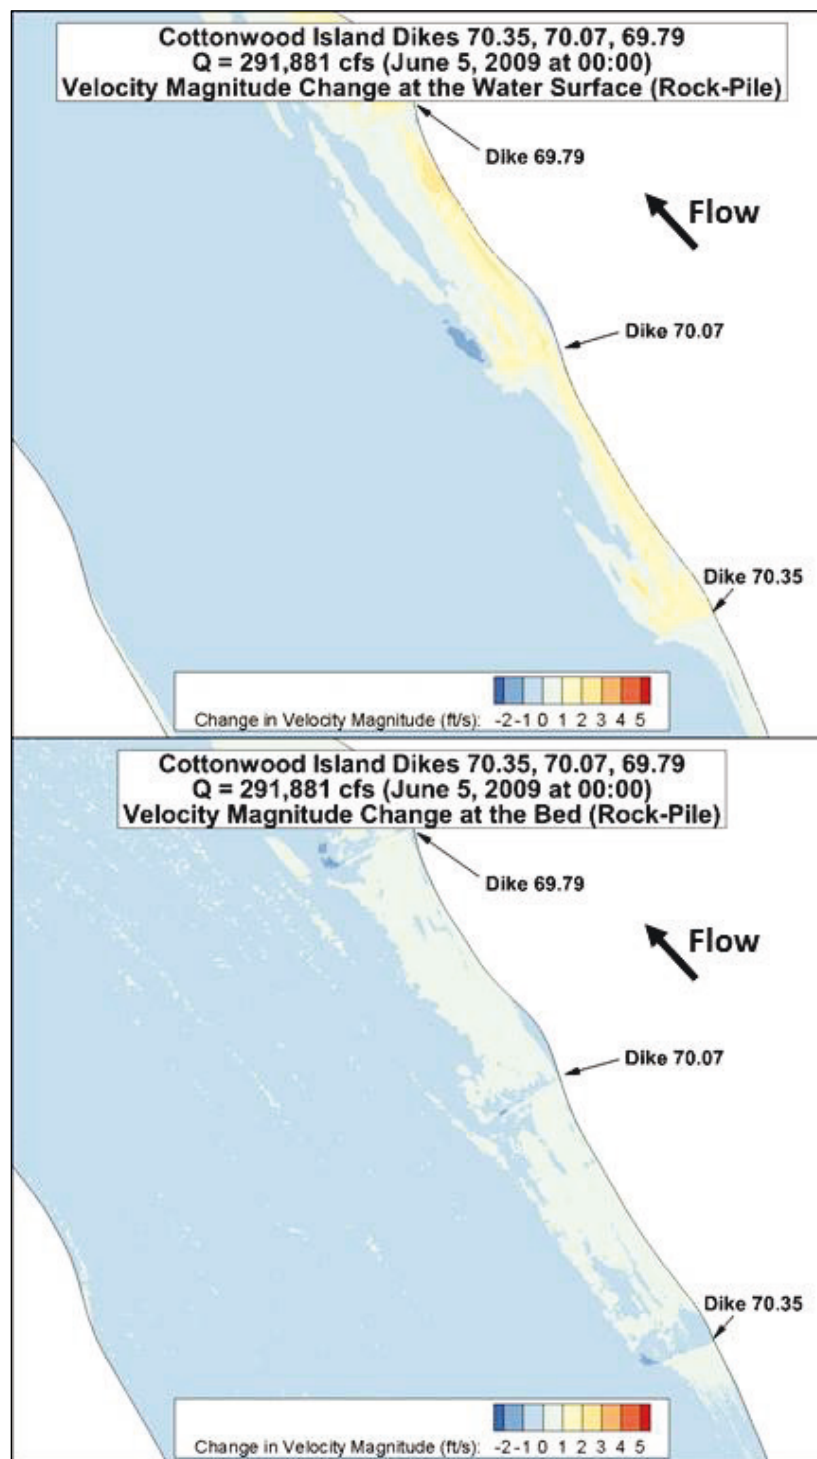 Cottonwood Island Dikes 70.35, 70.07, 69.79
Q = 291,881 cfs (June 5, 2009 at 00:00)
Velocity Magnitude Change at the Water Surface (Rock-Pile)
Dike 69.79
Flow
Dike 70.07
Dike 70.35
Change in Velocity Magnitude (ft/s): -2 -1 0 1 2 3 4 5
Cottonwood Island Dikes 70.35, 70.07, 69.79
Q = 291,881 cfs (June 5, 2009 at 00:00)
Velocity Magnitude Change at the Bed (Rock-Pile)
Dike 69.79
Flow
Dike 70.07
Dike 70.35
Change in Velocity Magnitude (ft/s): -2 -1 0 1 2 3 4 5